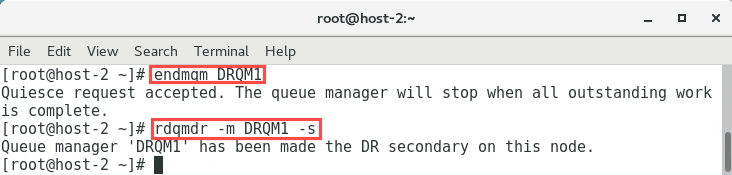 root@host-2:~
File Edit View Search Terminal Help
[root@host-2 ~]# endmqm DRQM1
Quiesce request accepted. The queue manager will stop when all outstanding work
is complete.
[root@host-2 ~]# rdqmdr -m DRQM1 -s
Queue manager 'DRQM1' has been made the DR secondary on this node.
[root@host-2 ~]#